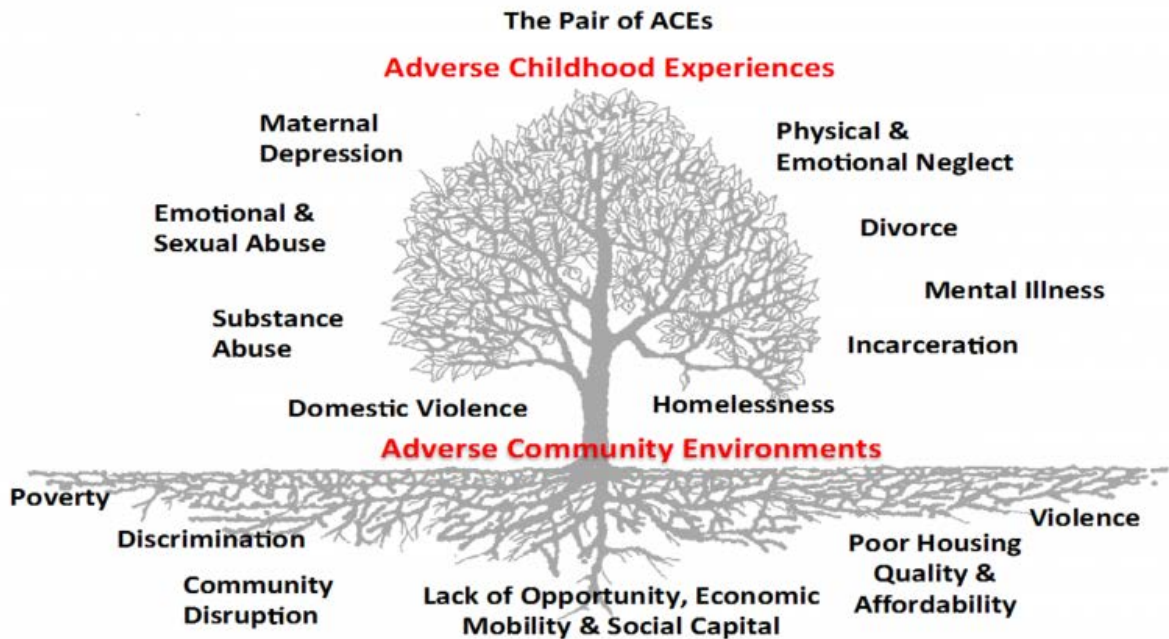 The Pair of ACEs
Adverse Childhood Experiences
Maternal
Depression
Physical &
Emotional Neglect
Emotional &
Sexual Abuse
Divorce
Mental Illness
Substance
Abuse
Incarceration
Domestic Violence
Homelessness
Adverse Community Environments
Poverty
Violence
Discrimination
Poor Housing
Quality &
Affordability
Community
Disruption
Lack of Opportunity, Economic
Mobility & Social Capital